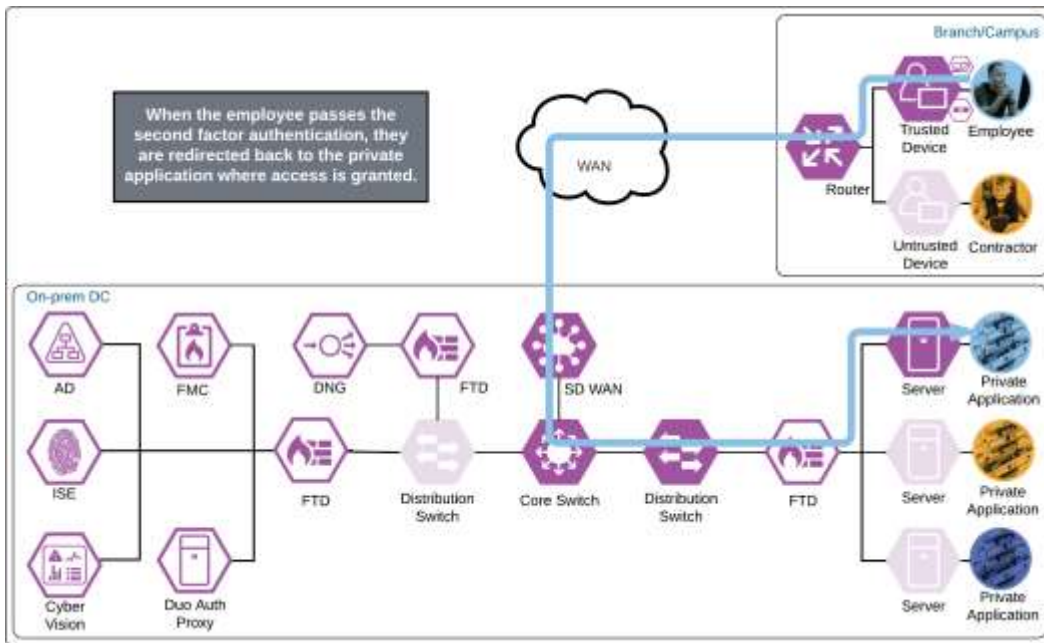 Branch/Campus
When the employee passes the
second factor authentication, they
are redirected back to the private
application where access is granted.
WAN
Trusted
Device
Employee
Router
Untrusted
Device
Contractor
On-prem DC
AD
FMC
DNG
FTD
SD WAN
Server
Private
Application
ISE
FTD
Distribution
Switch
Core Switch
Distribution
Switch
FTD
Server
Private
Application
Cyber
Vision
Duo Auth
Proxy
Server
Private
Application